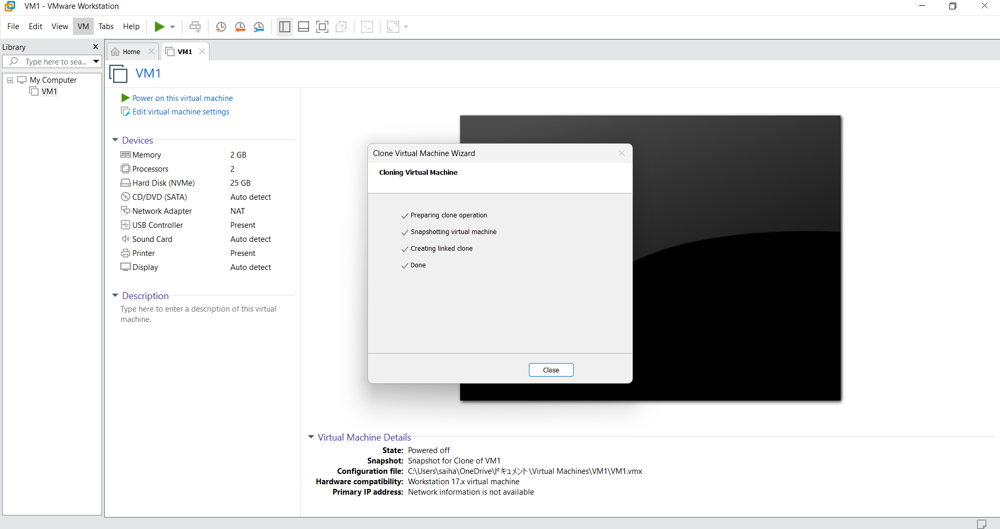 VM1 - VMware Workstation
File Edit View VM Tabs Help
Library
Type here to sea...
My Computer
VM1
Home
VM1
VM1
Power on this virtual machine
Edit virtual machine settings
Devices
Memory 2 GB
Processors 2
Hard Disk (NVMe) 25 GB
CD/DVD (SATA) Auto detect
Network Adapter NAT
USB Controller Present
Sound Card Auto detect
Printer Present
Display Auto detect
Description
Type here to enter a description of this virtual
machine.
Clone Virtual Machine Wizard
Cloning Virtual Machine
Preparing clone operation
Snapshotting virtual machine
Creating linked clone
Done
Close
Virtual Machine Details
State: Powered off
Snapshot: Snapshot for Clone of VM1
Configuration file: C:\Users\saiha\OneDrive\ドキュメント\Virtual Machines\VM1\VM1.vmx
Hardware compatibility: Workstation 17.x virtual machine
Primary IP address: Network information is not available